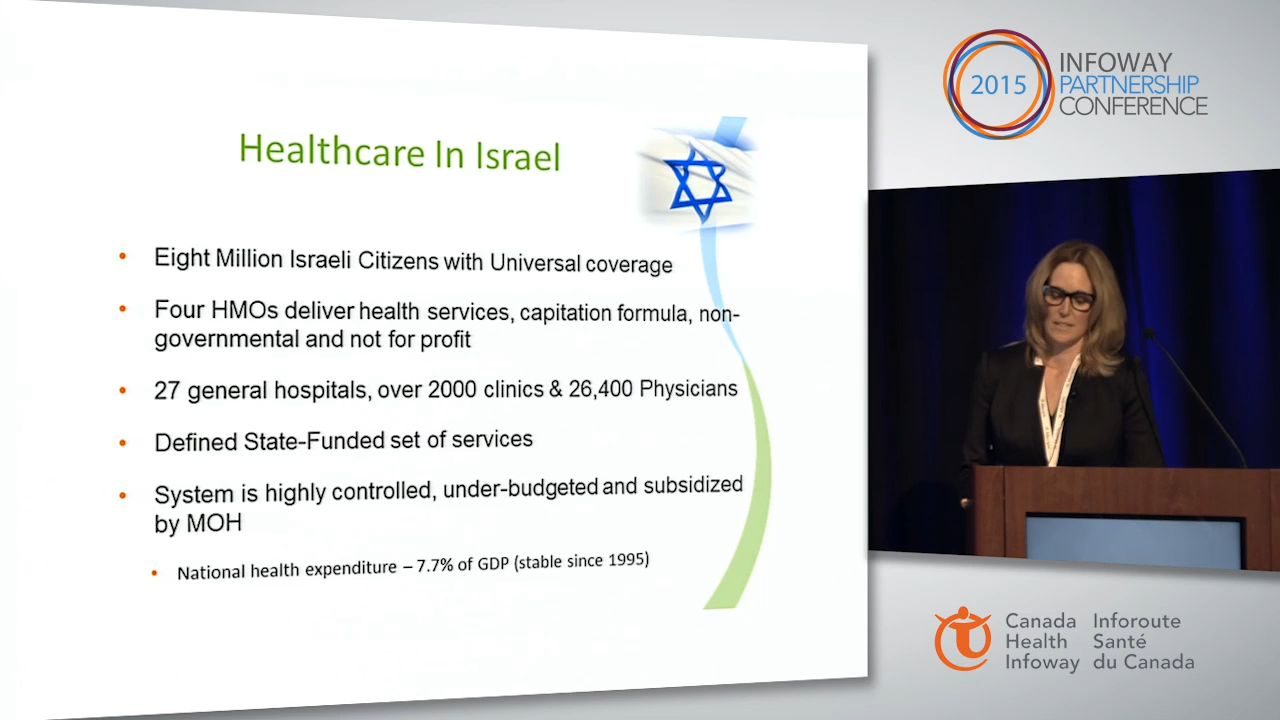 Healthcare In Israel
• Eight Million Israeli Citizens with Universal coverage
• Four HMOs deliver health services, capitation formula, non-
governmental and not for profit
• 27 general hospitals, over 2000 clinics & 26,400 Physicians
• Defined State-Funded set of services
• System is highly controlled, under-budgeted and subsidized
by MOH
• National health expenditure – 7.7% of GDP (stable since 1995)
2015
INFOWAY
PARTNERSHIP
CONFERENCE
Canada
Health
Infoway
Inforoute
Santé
du Canada